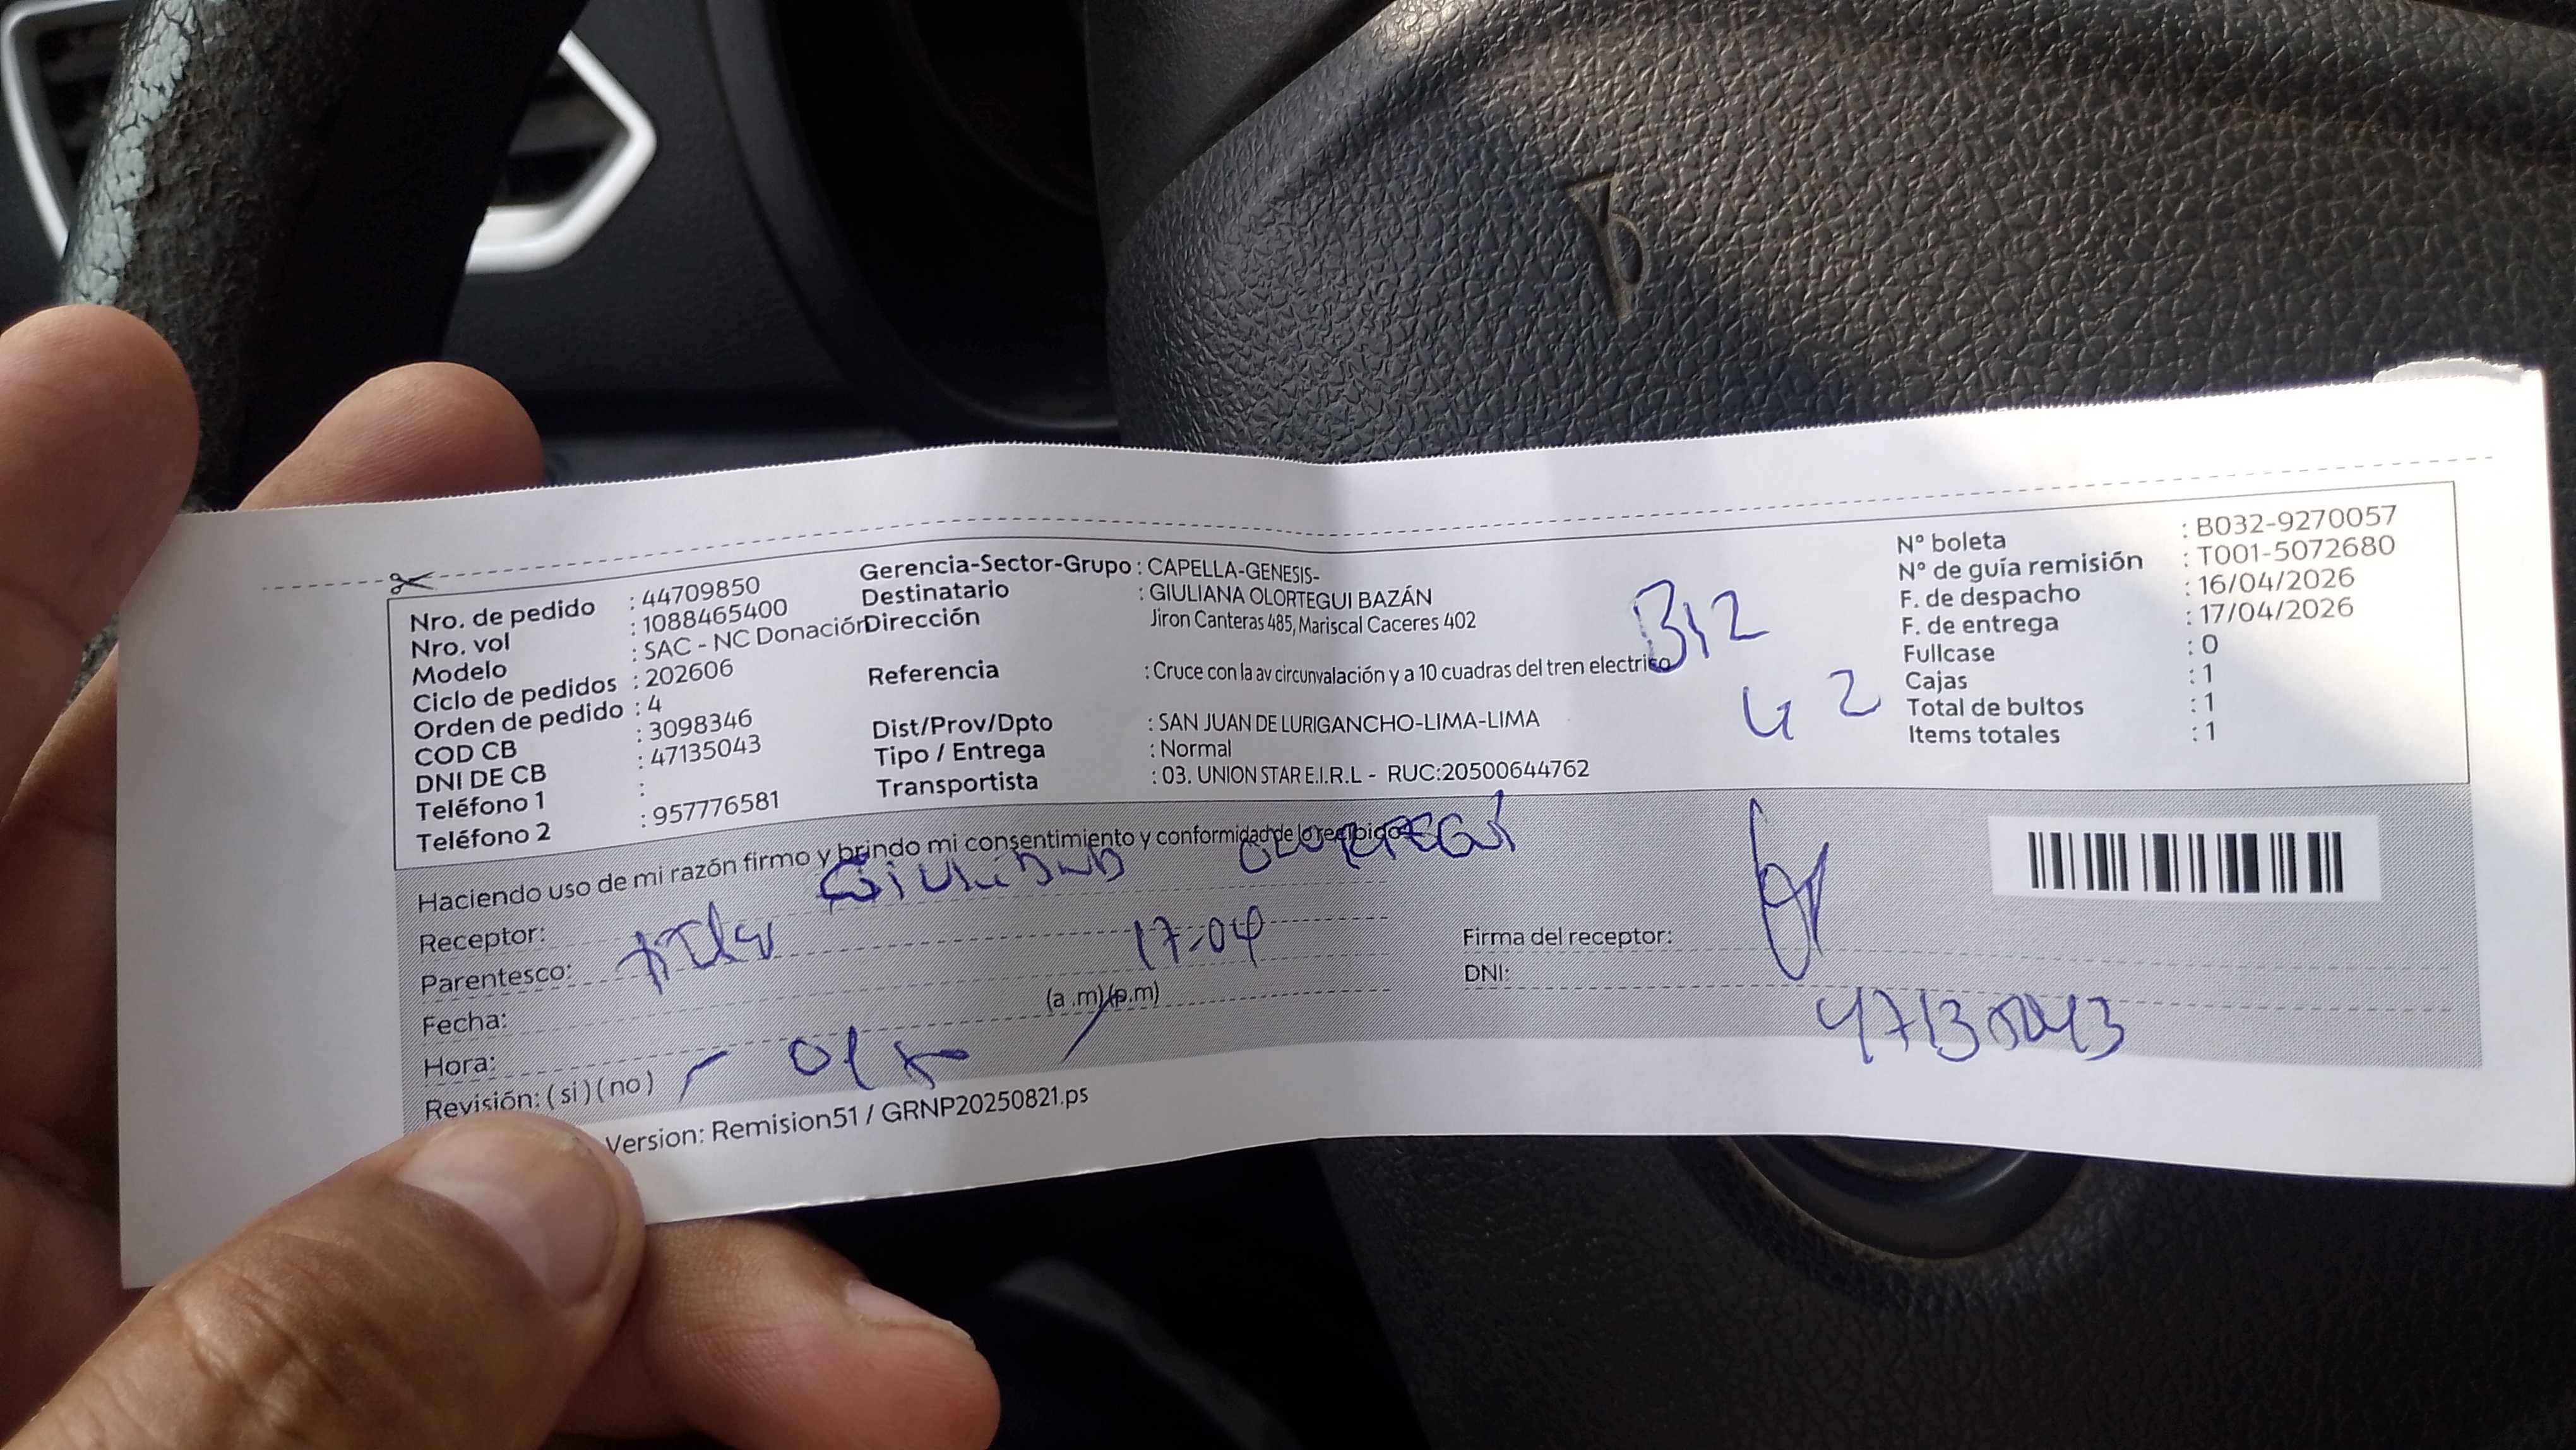 Nro. de pedido : 44709850
Nro. vol : 1088465400
Modelo : SAC - NC Donación
Ciclo de pedidos : 202606
Orden de pedido : 4
COD CB : 3098346
DNI DE CB : 47135043
Teléfono 1 :
Teléfono 2 : 957776581
Gerencia-Sector-Grupo : CAPELLA-GENESIS-
Destinatario : GIULIANA OLORTEGUI BAZÁN
Dirección Jiron Canteras 485, Mariscal Caceres 402
Referencia : Cruce con la av circunvalación y a 10 cuadras del tren electrico
Dist/Prov/Dpto : SAN JUAN DE LURIGANCHO-LIMA-LIMA
Tipo / Entrega : Normal
Transportista : 03. UNION STAR E.I.R.L - RUC:20500644762
B12
42
N° boleta : B032-9270057
N° de guía remisión : T001-5072680
F. de despacho : 16/04/2026
F. de entrega : 17/04/2026
Fullcase : 0
Cajas : 1
Total de bultos : 1
Items totales : 1
Haciendo uso de mi razón firmo y brindo mi consentimiento y conformidad de lo recibido
Receptor: GIULIANA OLORTEGUI
Parentesco:
Fecha: 17-04
Hora: (a .m)(p.m)
Revisión: (si)(no)
Firma del receptor:
DNI: 47135043
Version: Remision51 / GRNP20250821.ps